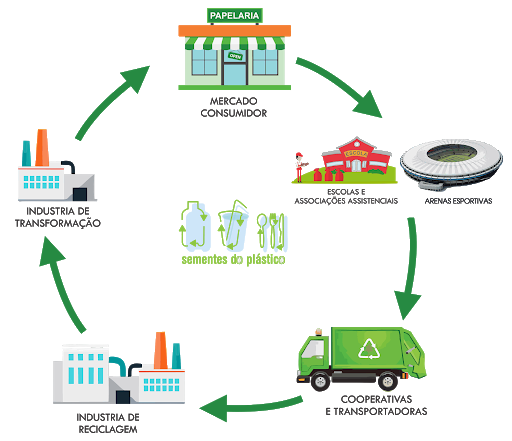 PAPELARIA
OPEN
MERCADO
CONSUMIDOR
ESCOLA
ESCOLAS E
ASSOCIAÇÕES ASSISTENCIAIS
ARENAS ESPORTIVAS
INDUSTRIA DE
TRANSFORMAÇÃO
sementes do plástico
COOPERATIVAS
E TRANSPORTADORAS
INDUSTRIA DE
RECICLAGEM